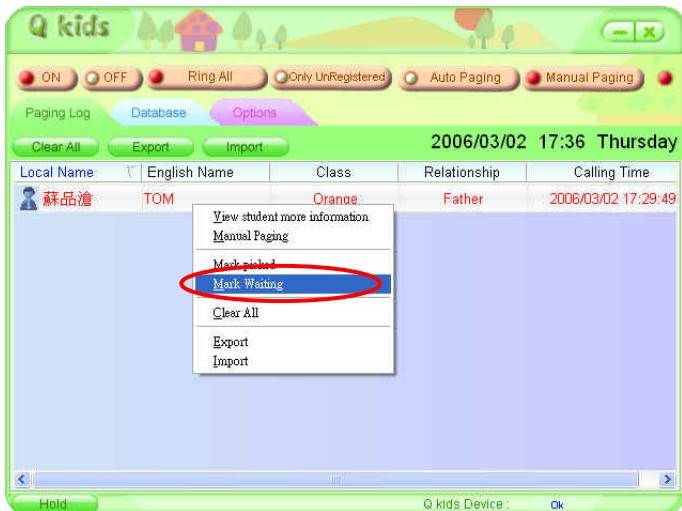 Q kids
ON OFF Ring All Only UnRegistered Auto Paging Manual Paging
Paging Log Database Options
Clear All Export Import 2006/03/02 17:36 Thursday
Local Name English Name Class Relationship Calling Time
蘇品滄 TOM Orange Father 2006/03/02 17:29:49
View student more information
Manual Paging
Mark picked
Mark Waiting
Clear All
Export
Import
Hold Q kids Device : Ok